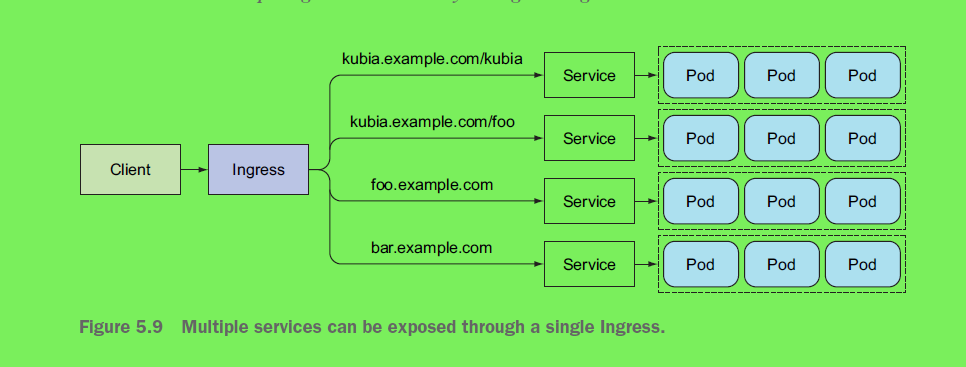 kubia.example.com/kubia
Service
Pod Pod Pod
kubia.example.com/foo
Service
Pod Pod Pod
Client
Ingress
foo.example.com
Service
Pod Pod Pod
bar.example.com
Service
Pod Pod Pod
Figure 5.9 Multiple services can be exposed through a single Ingress.